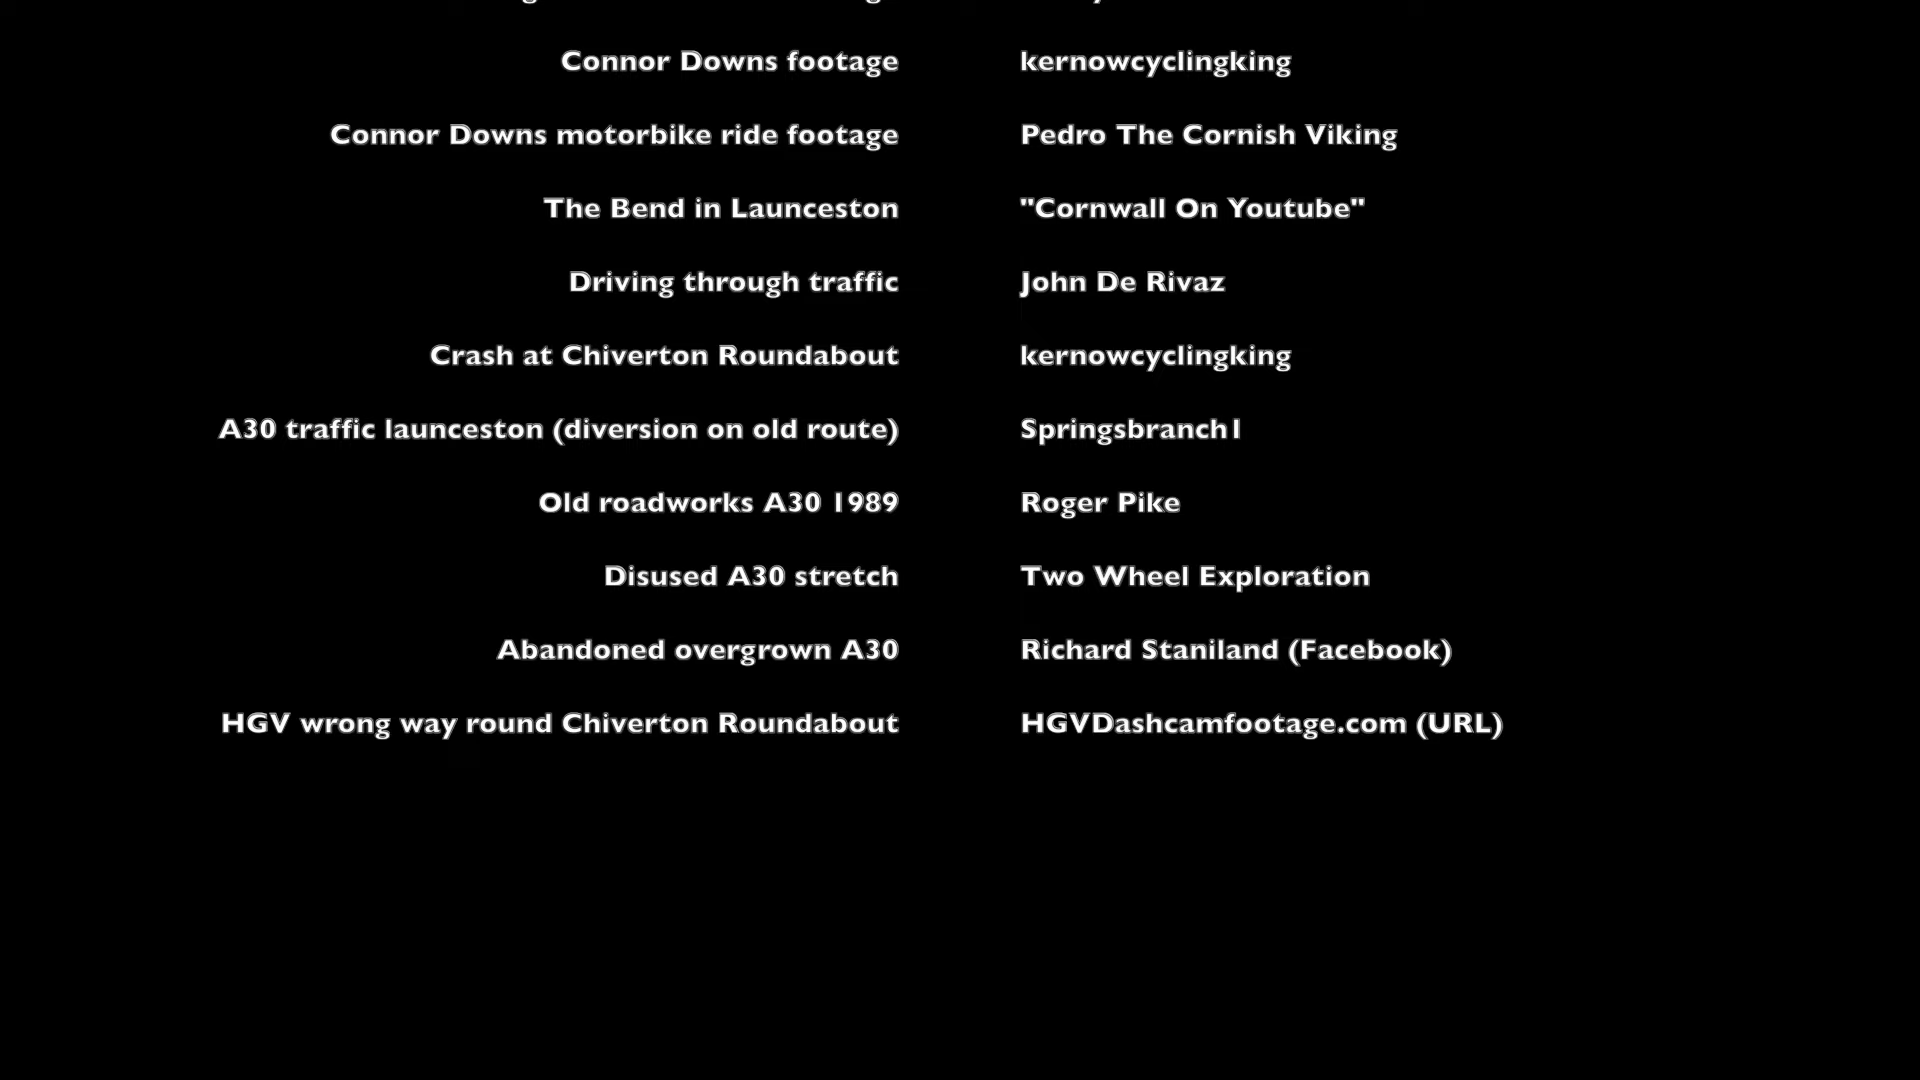 Connor Downs footage kernowcyclingking
Connor Downs motorbike ride footage Pedro The Cornish Viking
The Bend in Launceston "Cornwall On Youtube"
Driving through traffic John De Rivaz
Crash at Chiverton Roundabout kernowcyclingking
A30 traffic launceston (diversion on old route) Springsbranch1
Old roadworks A30 1989 Roger Pike
Disused A30 stretch Two Wheel Exploration
Abandoned overgrown A30 Richard Staniland (Facebook)
HGV wrong way round Chiverton Roundabout HGVDashcamfootage.com (URL)